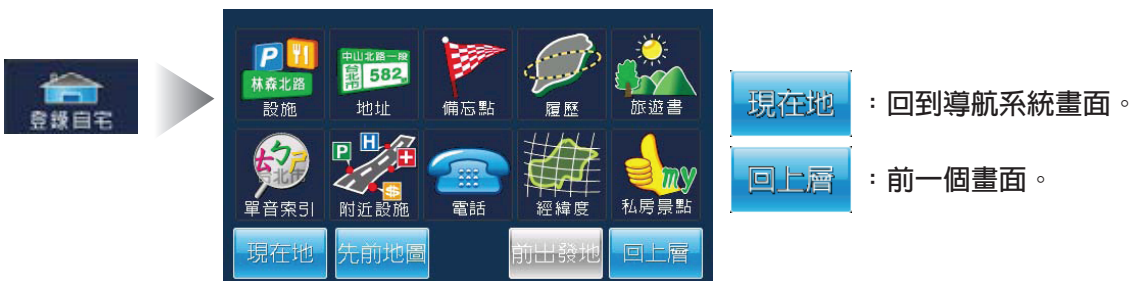 登錄自宅
P
林森北路
設施
中山北路一段
台北市 582
地址
備忘點
履歷
旅遊書
ㄅ
台北市
單音索引
P H
附近設施
電話
經緯度
my
私房景點
現在地
先前地圖
前出發地
回上層
現在地 ：回到導航系統畫面。
回上層 ：前一個畫面。